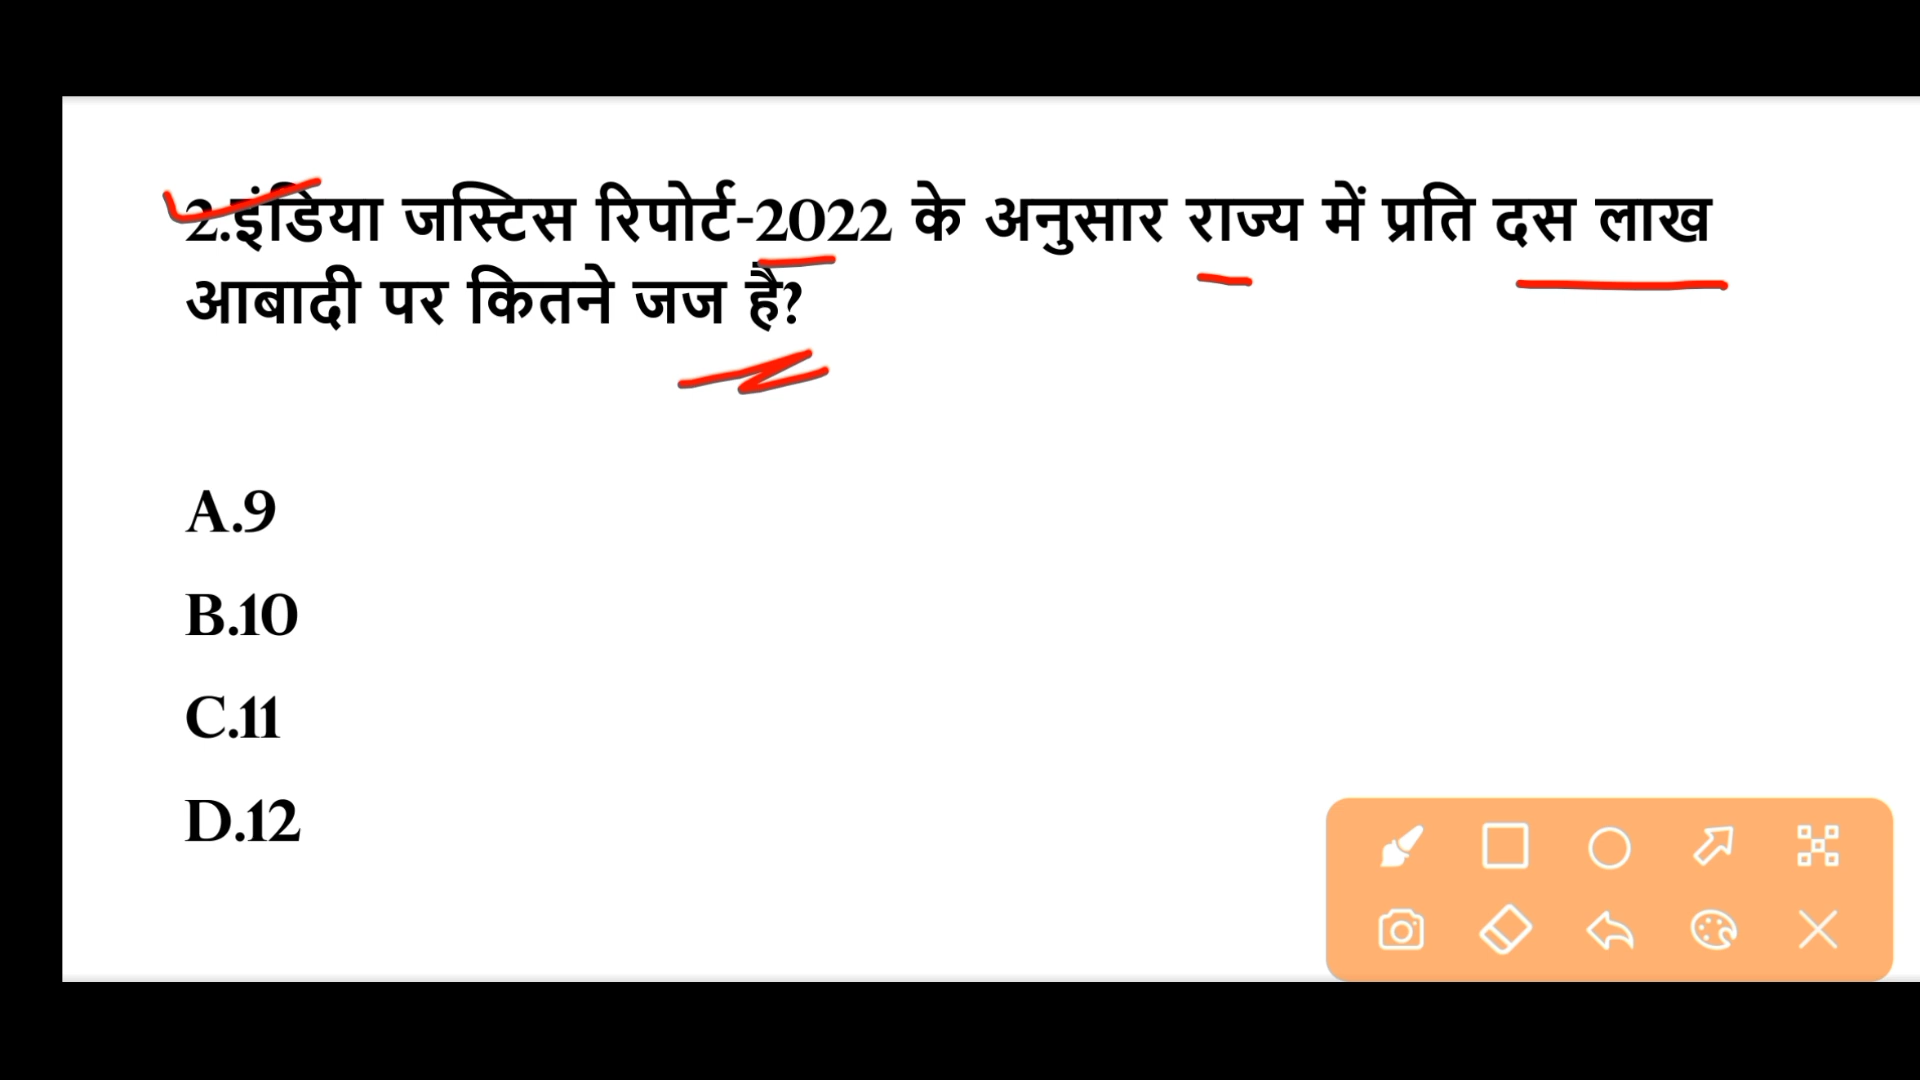 2.इंडिया जस्टिस रिपोर्ट-2022 के अनुसार राज्य में प्रति दस लाख
आबादी पर कितने जज है?
A.9
B.10
C.11
D.12